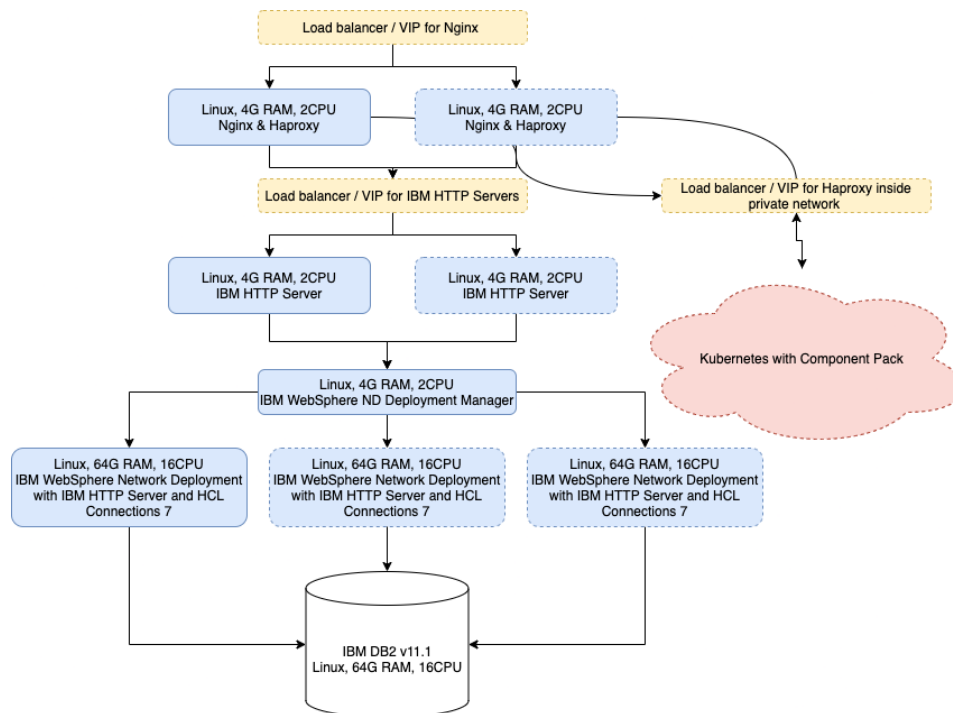 Load balancer / VIP for Nginx
Linux, 4G RAM, 2CPU
Nginx & Haproxy
Linux, 4G RAM, 2CPU
Nginx & Haproxy
Load balancer / VIP for IBM HTTP Servers
Load balancer / VIP for Haproxy inside
private network
Linux, 4G RAM, 2CPU
IBM HTTP Server
Linux, 4G RAM, 2CPU
IBM HTTP Server
Kubernetes with Component Pack
Linux, 4G RAM, 2CPU
IBM WebSphere ND Deployment Manager
Linux, 64G RAM, 16CPU
IBM WebSphere Network Deployment
with IBM HTTP Server and HCL
Connections 7
Linux, 64G RAM, 16CPU
IBM WebSphere Network Deployment
with IBM HTTP Server and HCL
Connections 7
Linux, 64G RAM, 16CPU
IBM WebSphere Network Deployment
with IBM HTTP Server and HCL
Connections 7
IBM DB2 v11.1
Linux, 64G RAM, 16CPU